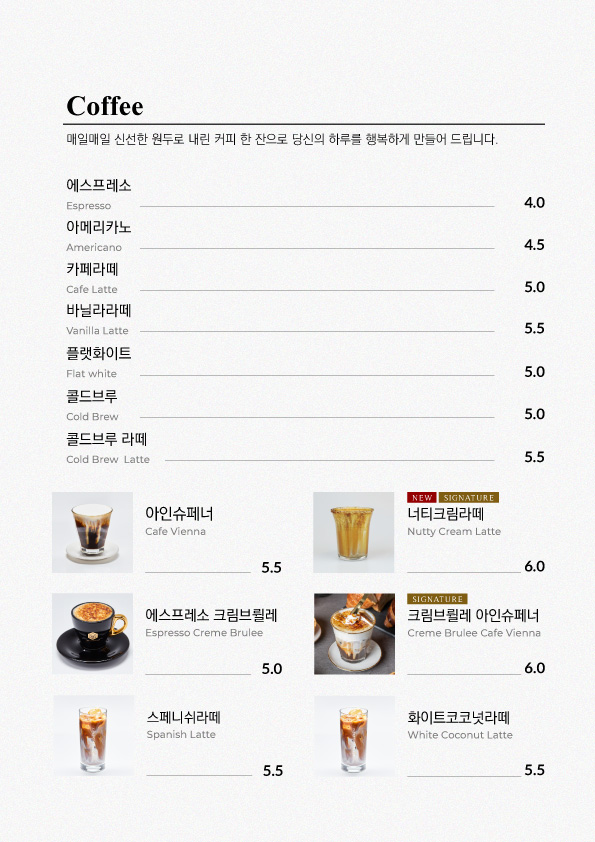 Coffee
매일매일 신선한 원두로 내린 커피 한 잔으로 당신의 하루를 행복하게 만들어 드립니다.
에스프레소
Espresso 4.0
아메리카노
Americano 4.5
카페라떼
Cafe Latte 5.0
바닐라라떼
Vanilla Latte 5.5
플랫화이트
Flat white 5.0
콜드브루
Cold Brew 5.0
콜드브루 라떼
Cold Brew Latte 5.5
아인슈페너
Cafe Vienna
5.5
NEW SIGNATURE
너티크림라떼
Nutty Cream Latte
6.0
에스프레소 크림브륄레
Espresso Creme Brulee
5.0
SIGNATURE
크림브륄레 아인슈페너
Creme Brulee Cafe Vienna
6.0
스페니쉬라떼
Spanish Latte
5.5
화이트코코넛라떼
White Coconut Latte
5.5